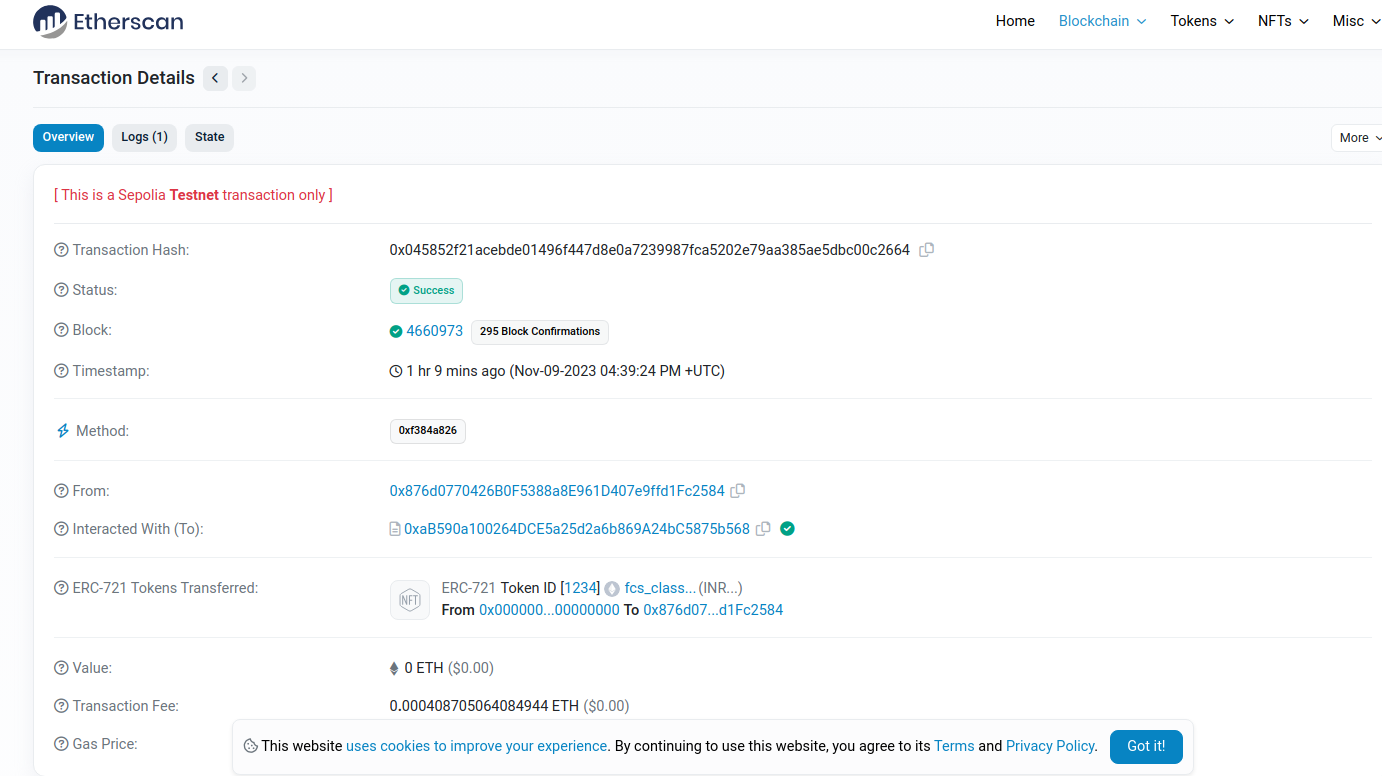 Etherscan
Home Blockchain Tokens NFTs Misc
Transaction Details
Overview Logs (1) State
More
[ This is a Sepolia Testnet transaction only ]
Transaction Hash: 0x045852f21acebde01496f447d8e0a7239987fca5202e79aa385ae5dbc00c2664
Status: Success
Block: 4660973 295 Block Confirmations
Timestamp: 1 hr 9 mins ago (Nov-09-2023 04:39:24 PM +UTC)
Method: 0xf384a826
From: 0x876d0770426B0F5388a8E961D407e9ffd1Fc2584
Interacted With (To): 0xaB590a100264DCE5a25d2a6b869A24bC5875b568
ERC-721 Tokens Transferred: NFT ERC-721 Token ID [1234] fcs_class... (INR...)
From 0x000000...00000000 To 0x876d07...d1Fc2584
Value: 0 ETH ($0.00)
Transaction Fee: 0.000408705064084944 ETH ($0.00)
Gas Price:
This website uses cookies to improve your experience. By continuing to use this website, you agree to its Terms and Privacy Policy. Got it!